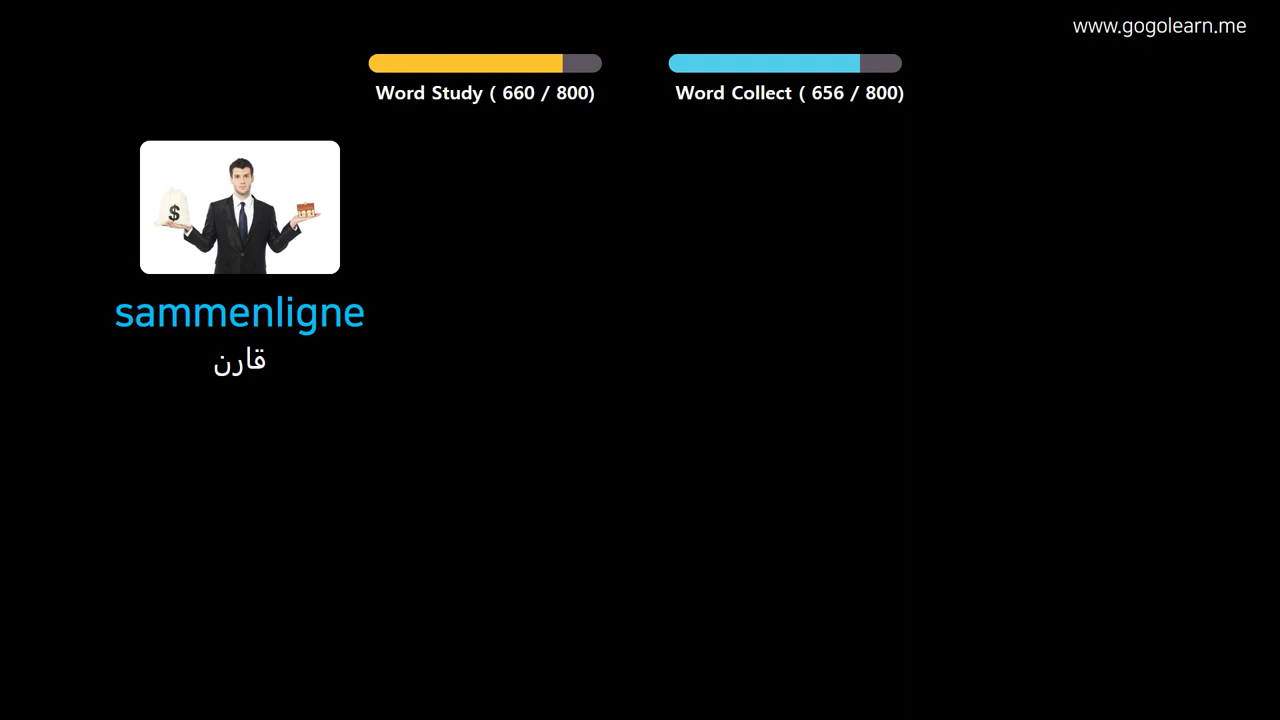 www.gogolearn.me
Word Study ( 660 / 800)
Word Collect ( 656 / 800)
$
sammenligne
قارن